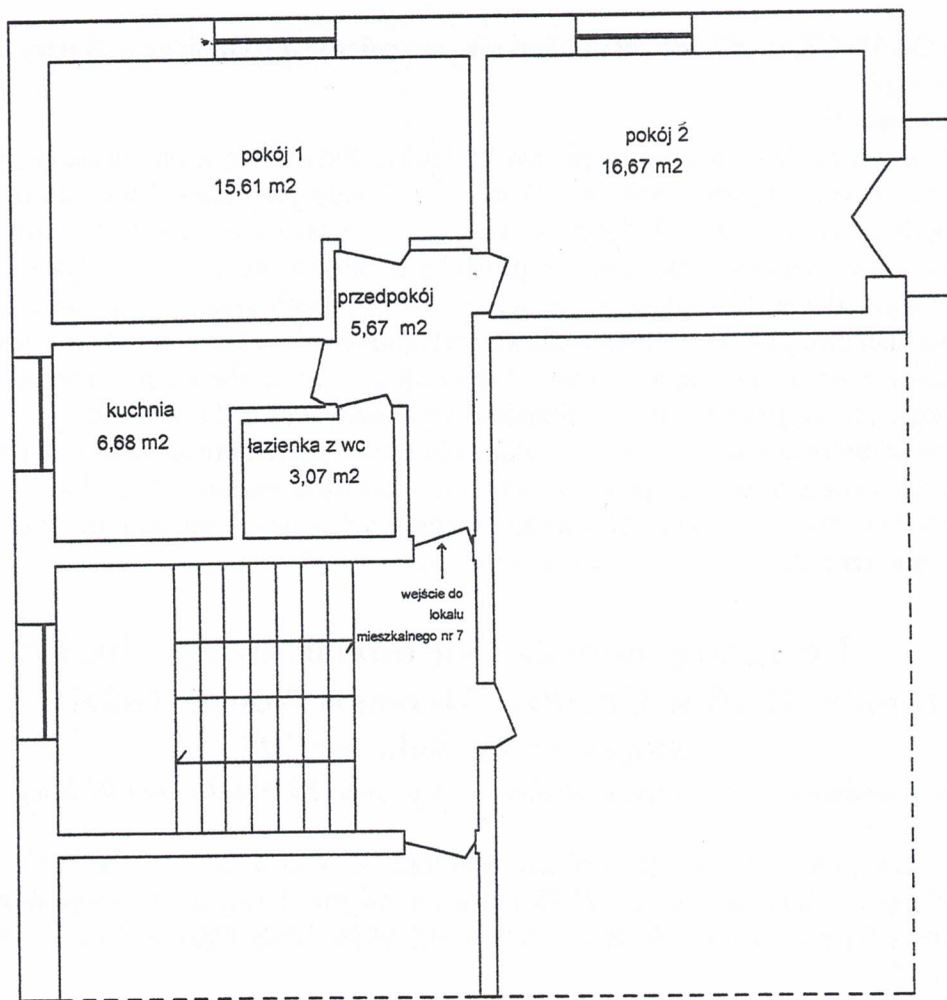 pokój 1
15,61 m2
pokój 2
16,67 m2
przedpokój
5,67 m2
kuchnia
6,68 m2
łazienka z wc
3,07 m2
wejście do
lokalu
mieszkalnego nr 7